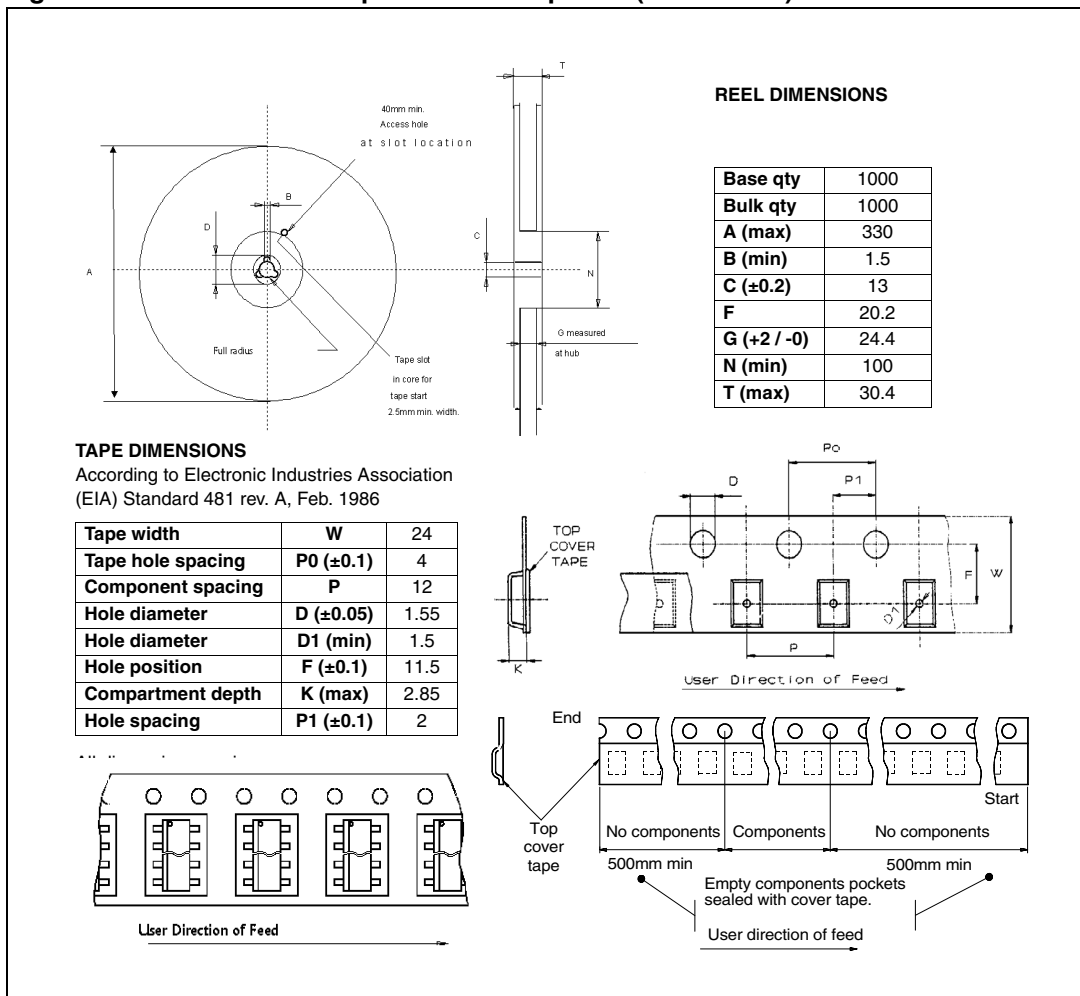 T
REEL DIMENSIONS
40mm min.
Access hole
at slot location
B
D
C
A
N
G measured
at hub
Full radius
Tape slot
in core for
tape start
2.5mm min. width.
Base qty 1000
Bulk qty 1000
A (max) 330
B (min) 1.5
C (±0.2) 13
F 20.2
G (+2 / -0) 24.4
N (min) 100
T (max) 30.4
TAPE DIMENSIONS
According to Electronic Industries Association
(EIA) Standard 481 rev. A, Feb. 1986
Tape width W 24
Tape hole spacing P0 (±0.1) 4
Component spacing P 12
Hole diameter D (±0.05) 1.55
Hole diameter D1 (min) 1.5
Hole position F (±0.1) 11.5
Compartment depth K (max) 2.85
Hole spacing P1 (±0.1) 2
Po
D
P1
TOP
COVER
TAPE
F
W
D1
K
P
User Direction of Feed
End
Start
Top
cover
tape
No components Components No components
500mm min 500mm min
Empty components pockets
sealed with cover tape.
User direction of feed
User Direction of Feed